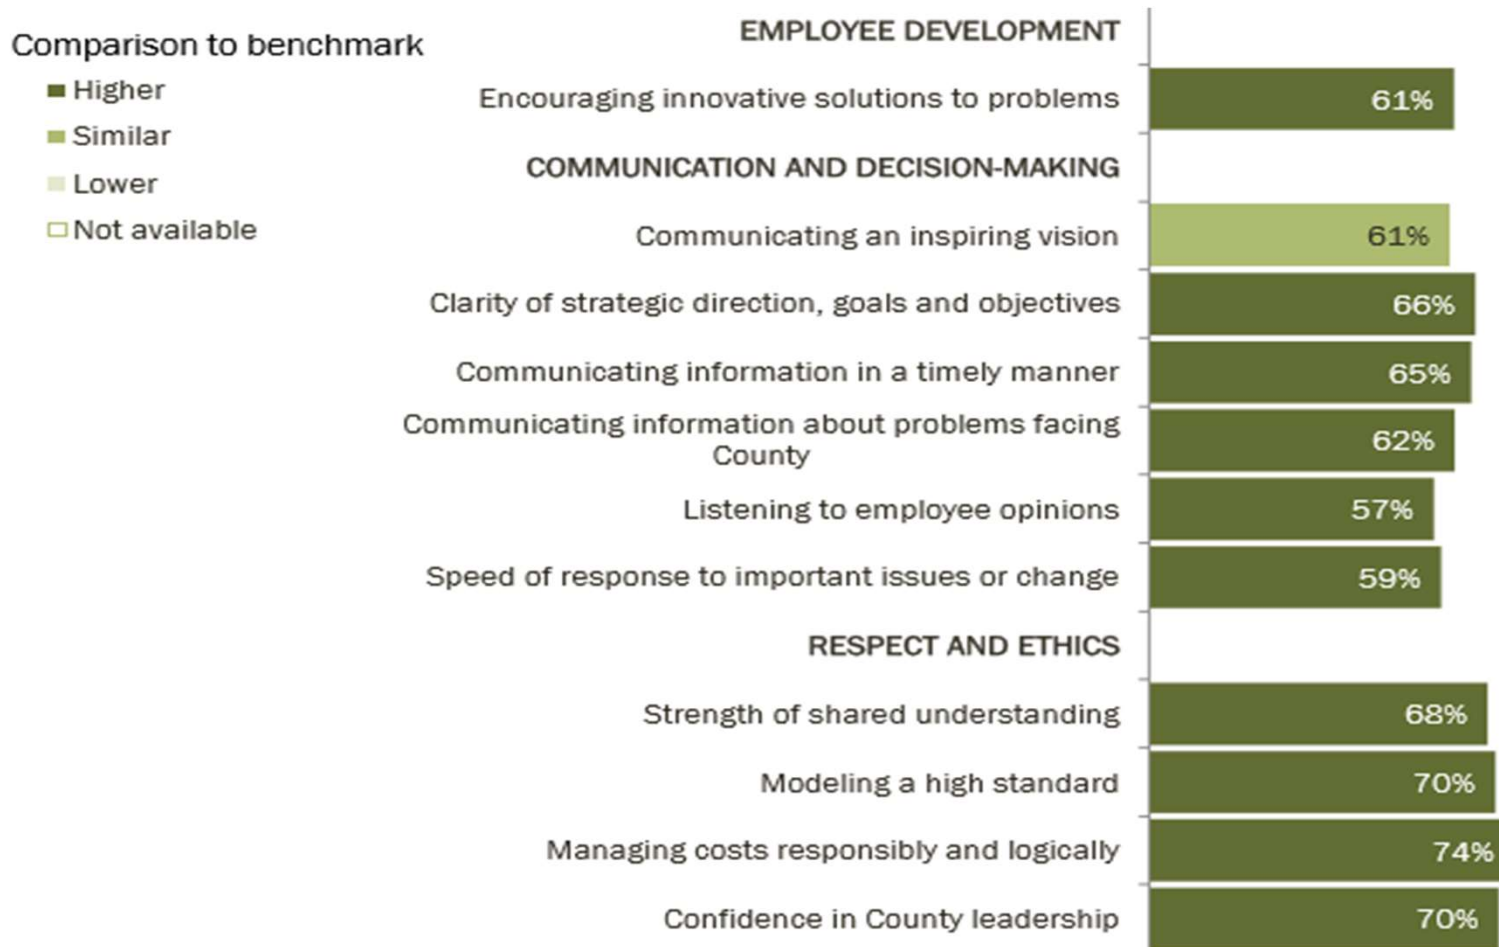 Comparison to benchmark
Higher
Similar
Lower
Not available
EMPLOYEE DEVELOPMENT
Encouraging innovative solutions to problems 61%
COMMUNICATION AND DECISION-MAKING
Communicating an inspiring vision 61%
Clarity of strategic direction, goals and objectives 66%
Communicating information in a timely manner 65%
Communicating information about problems facing
County 62%
Listening to employee opinions 57%
Speed of response to important issues or change 59%
RESPECT AND ETHICS
Strength of shared understanding 68%
Modeling a high standard 70%
Managing costs responsibly and logically 74%
Confidence in County leadership 70%